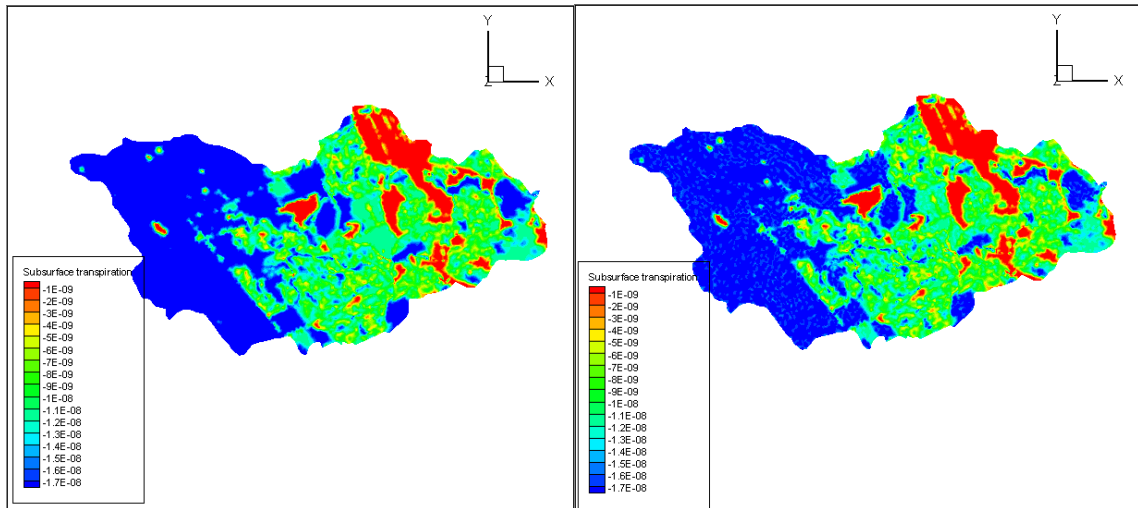 Y
Z X
Subsurface transpiration
-1E-09
-2E-09
-3E-09
-4E-09
-5E-09
-6E-09
-7E-09
-8E-09
-9E-09
-1E-08
-1.1E-08
-1.2E-08
-1.3E-08
-1.4E-08
-1.5E-08
-1.6E-08
-1.7E-08
Y
Z X
Subsurface transpiration
-1E-09
-2E-09
-3E-09
-4E-09
-5E-09
-6E-09
-7E-09
-8E-09
-9E-09
-1E-08
-1.1E-08
-1.2E-08
-1.3E-08
-1.4E-08
-1.5E-08
-1.6E-08
-1.7E-08